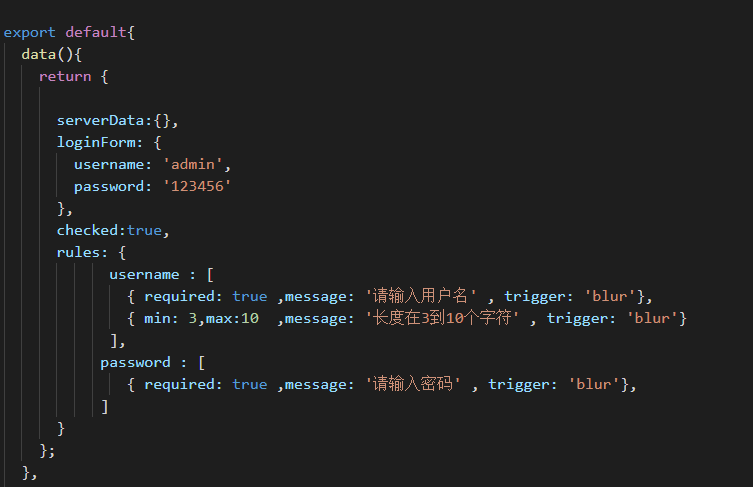 export default{
  data(){
    return {

      serverData:{},
      loginForm: {
        username: 'admin',
        password: '123456'
      },
      checked:true,
      rules: {
            username : [
              { required: true ,message: '请输入用户名' , trigger: 'blur'},
              { min: 3,max:10  ,message: '长度在3到10个字符' , trigger: 'blur'}
            ],
           password : [
              { required: true ,message: '请输入密码' , trigger: 'blur'},
           ]
      }
    };
  },